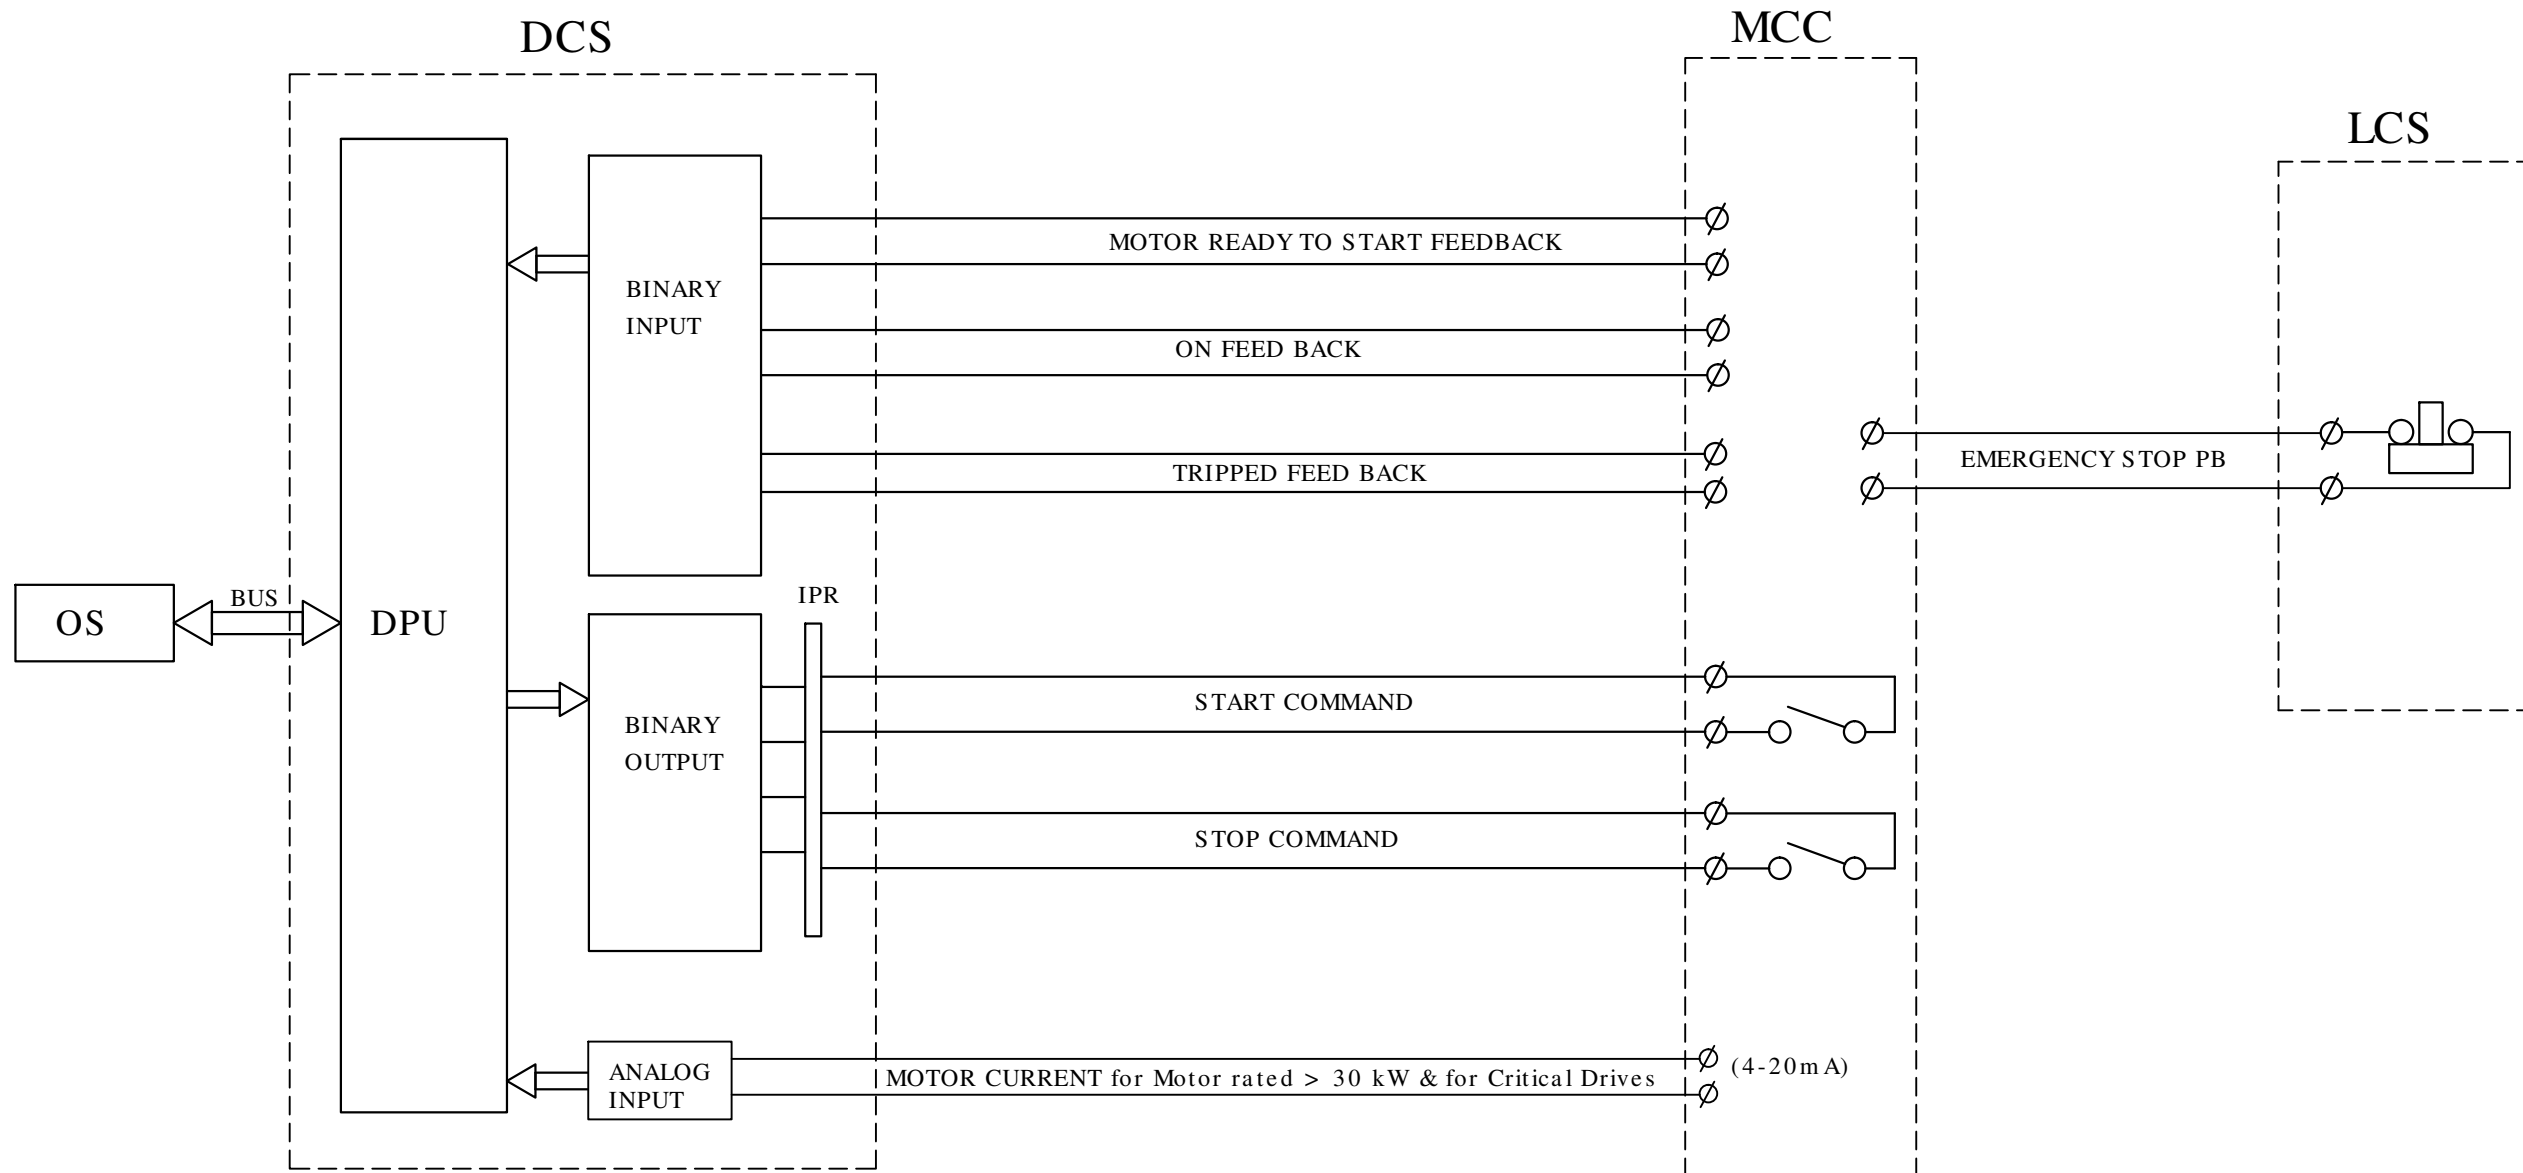 DCS
MCC
LCS
MOTOR READY TO START FEEDBACK
BINARY
INPUT
ON FEED BACK
TRIPPED FEED BACK
EMERGENCY STOP PB
OS
BUS
DPU
IPR
START COMMAND
BINARY
OUTPUT
STOP COMMAND
ANALOG
INPUT
MOTOR CURRENT for Motor rated > 30 kW & for Critical Drives
(4-20mA)